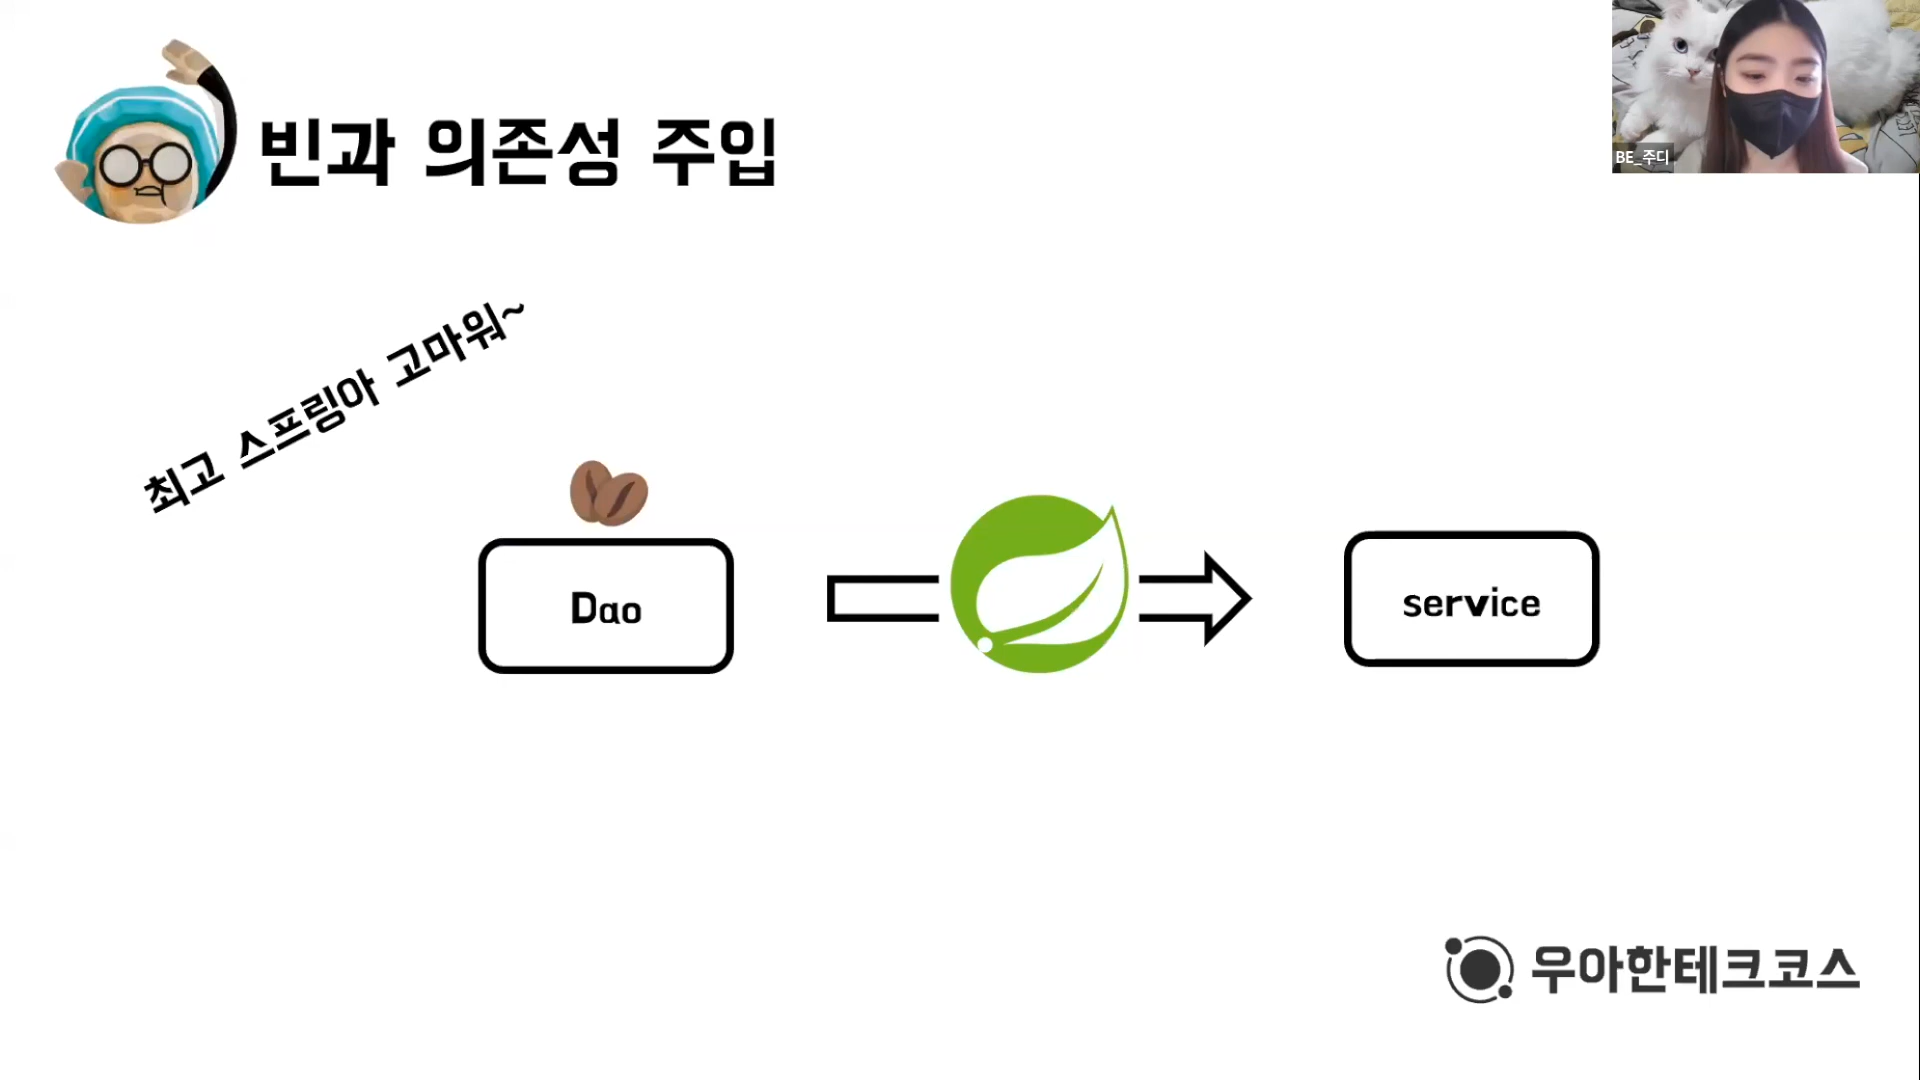 빈과 의존성 주입
BE_주디
최고 스프링아 고마워~
Dao
service
우아한테크코스